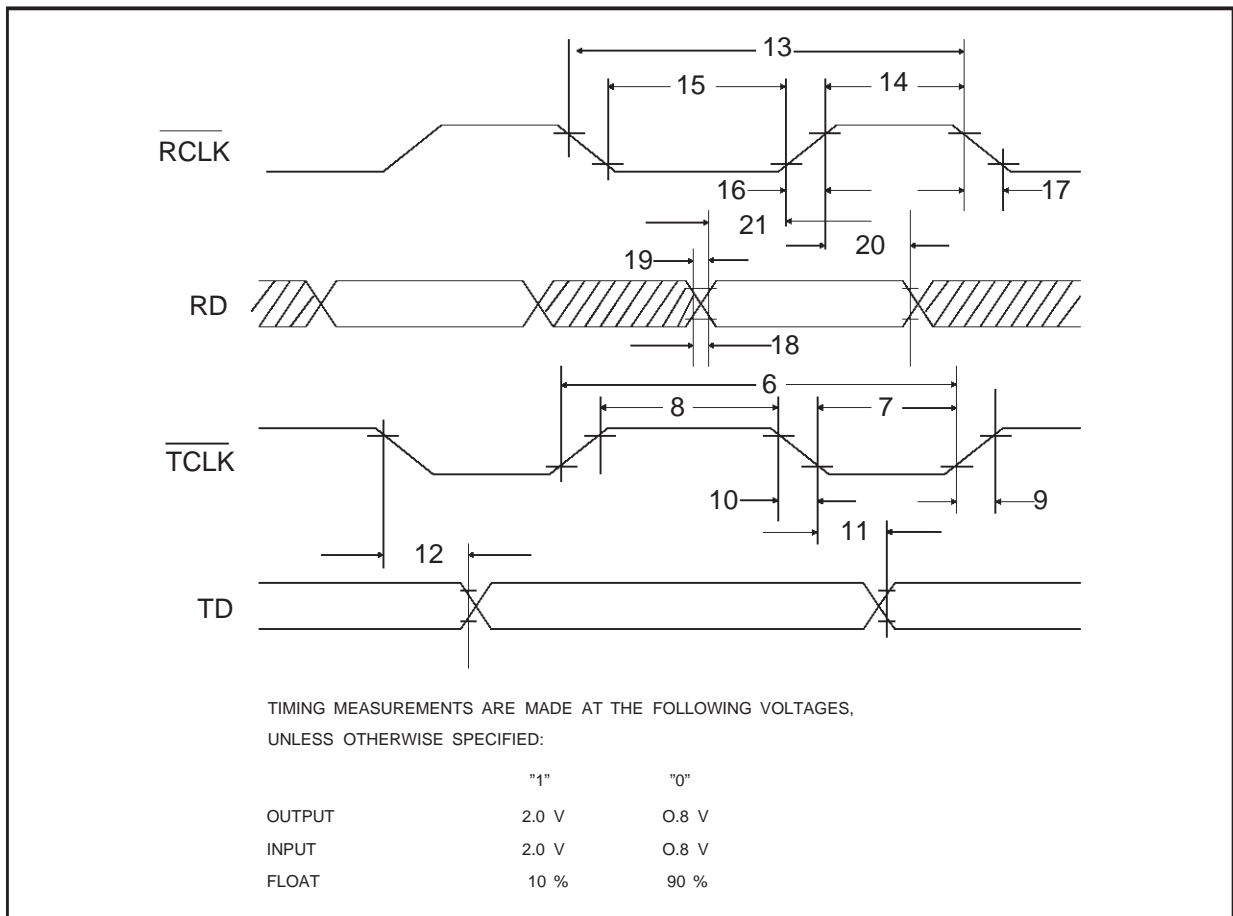 13
15
14
RCLK
16
17
21
20
19
RD
18
6
8
7
TCLK
10
9
11
12
TD
TIMING MEASUREMENTS ARE MADE AT THE FOLLOWING VOLTAGES,
UNLESS OTHERWISE SPECIFIED:
”1” ”0”
OUTPUT 2.0 V O.8 V
INPUT 2.0 V O.8 V
FLOAT 10 % 90 %